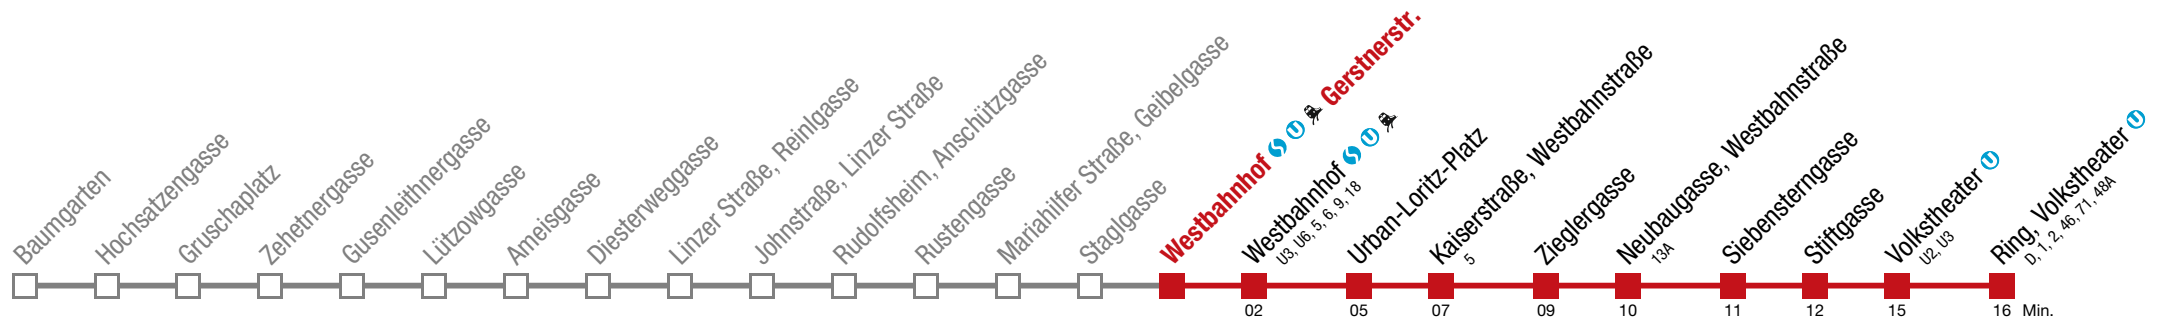 Baumgarten
Hochsatzengasse
Gruschaplatz
Zehetnergasse
Gusenleithnergasse
Lützowgasse
Ameisgasse
Diesterweggasse
Linzer Straße, Reinlgasse
Johnstraße, Linzer Straße
Rudolfsheim, Anschützgasse
Rustengasse
Mariahilfer Straße, Geibelgasse
Staglgasse
Westbahnhof S U Gerstnerstr.
Westbahnhof S U
U3, U6, 5, 6, 9, 18
Urban-Loritz-Platz
Kaiserstraße, Westbahnstraße
5
Zieglergasse
Neubaugasse, Westbahnstraße
13A
Siebensterngasse
Stiftgasse
Volkstheater U
U2, U3
Ring, Volkstheater U
D, 1, 2, 46, 71, 48A
02 05 07 09 10 11 12 15 16 Min.